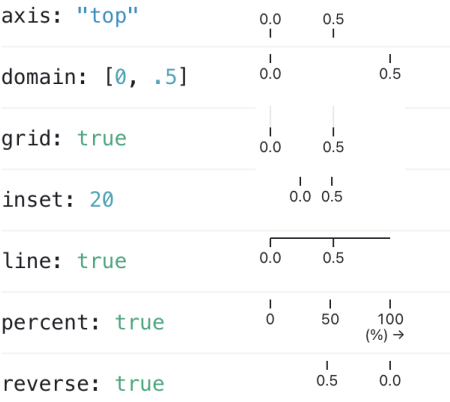 axis: "top" 0.0 0.5
domain: [0, .5] 0.0 0.5
grid: true 0.0 0.5
inset: 20 0.0 0.5
line: true 0.0 0.5
percent: true 0 50 100
(%) →
reverse: true 0.5 0.0